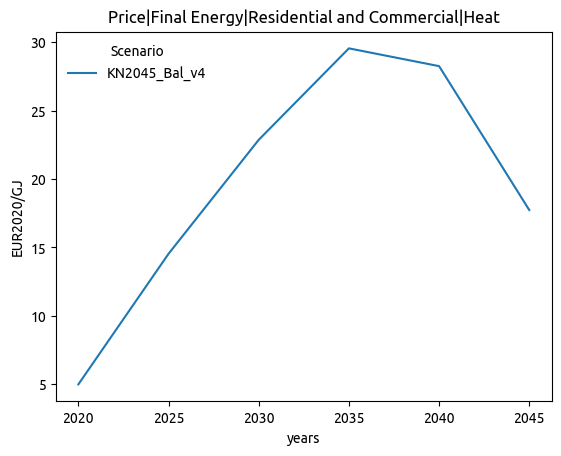 Price|Final Energy|Residential and Commercial|Heat
Scenario
KN2045_Bal_v4
EUR2020/GJ
30
25
20
15
10
5
2020 2025 2030 2035 2040 2045
years